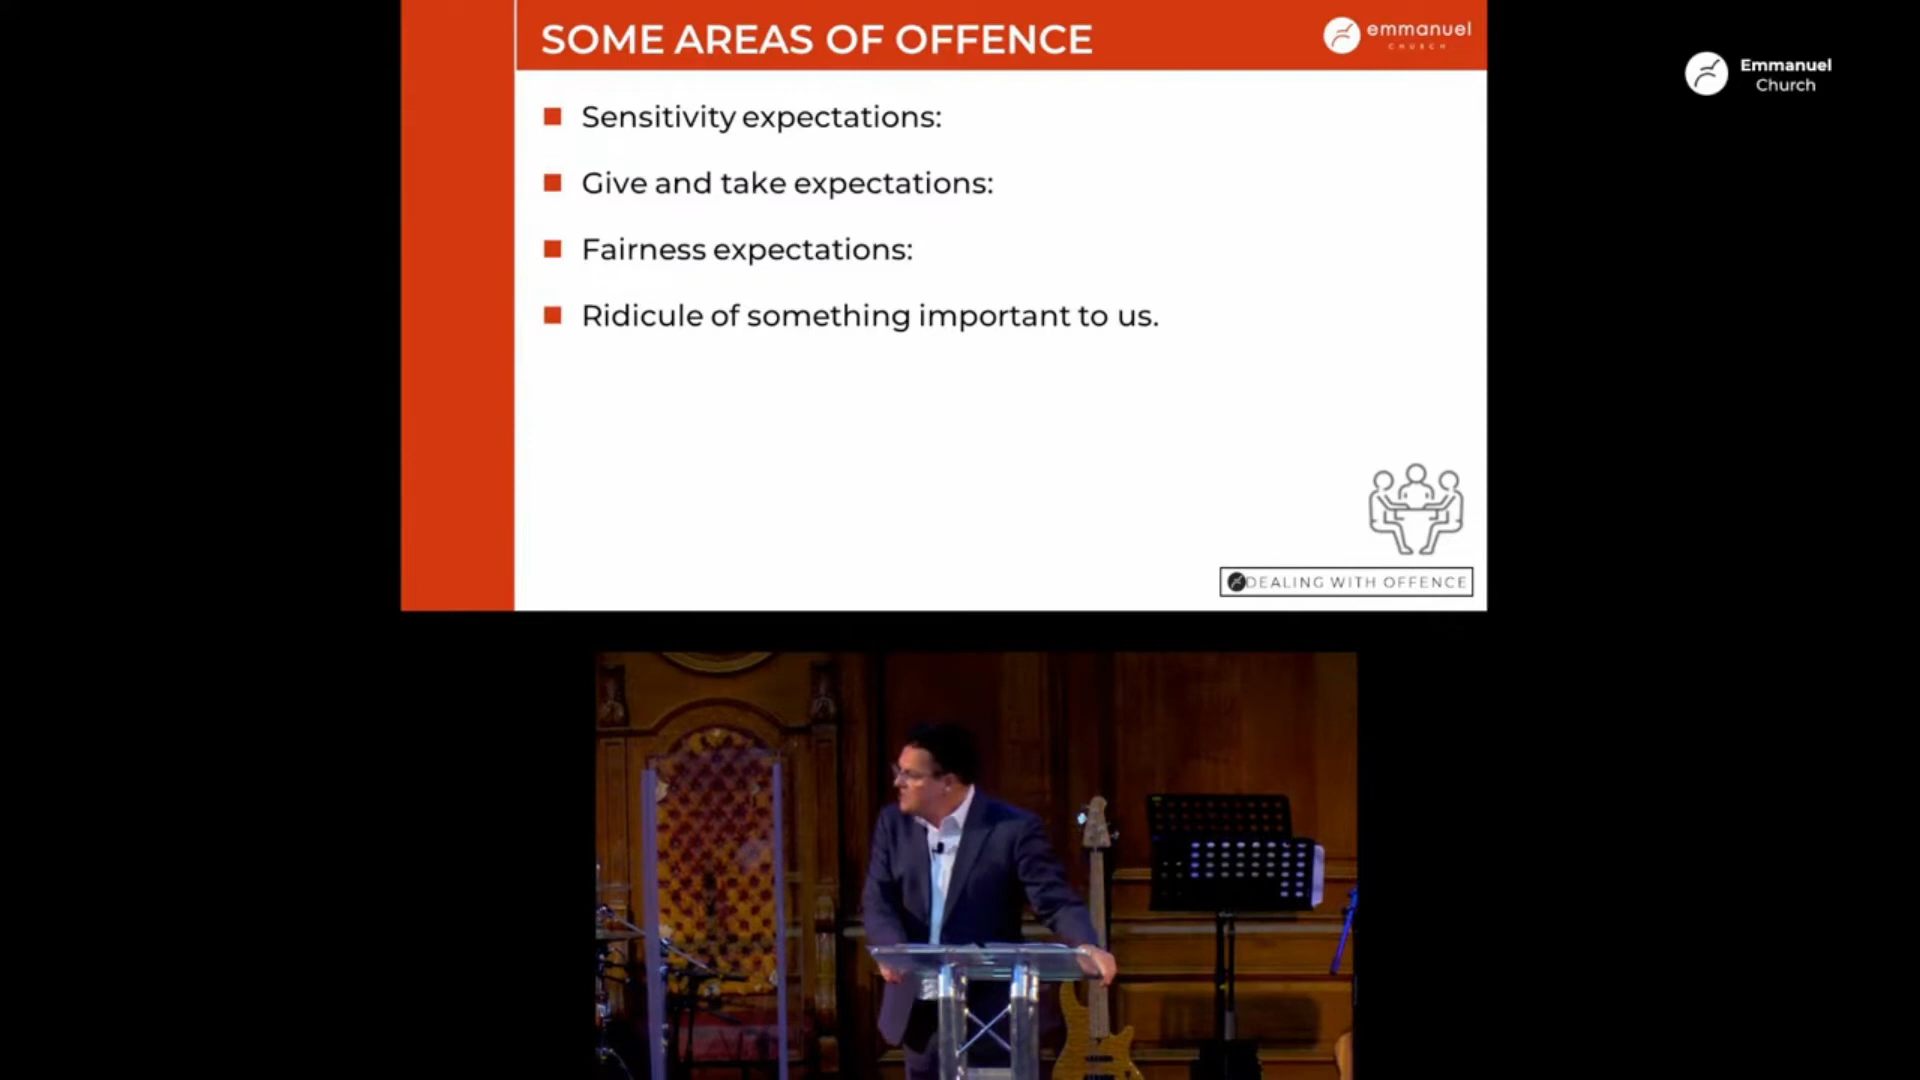 SOME AREAS OF OFFENCE
emmanuel
CHURCH
Emmanuel
Church
Sensitivity expectations:
Give and take expectations:
Fairness expectations:
Ridicule of something important to us.
DEALING WITH OFFENCE